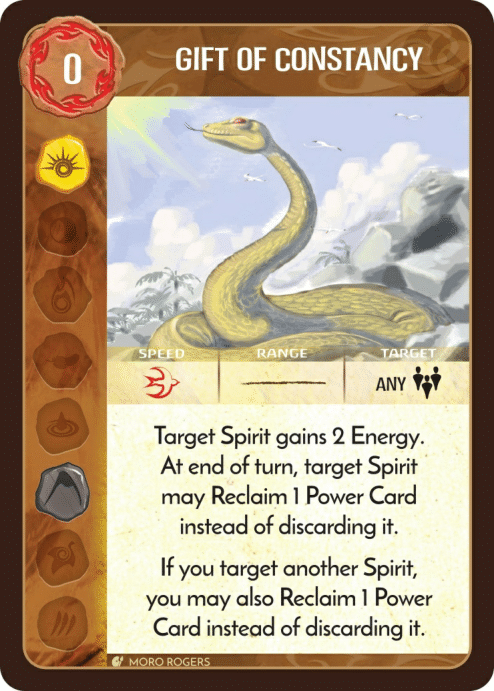 0
GIFT OF CONSTANCY
SPEED RANGE TARGET
ANY
Target Spirit gains 2 Energy.
At end of turn, target Spirit
may Reclaim 1 Power Card
instead of discarding it.
If you target another Spirit,
you may also Reclaim 1 Power
Card instead of discarding it.
MORO ROGERS